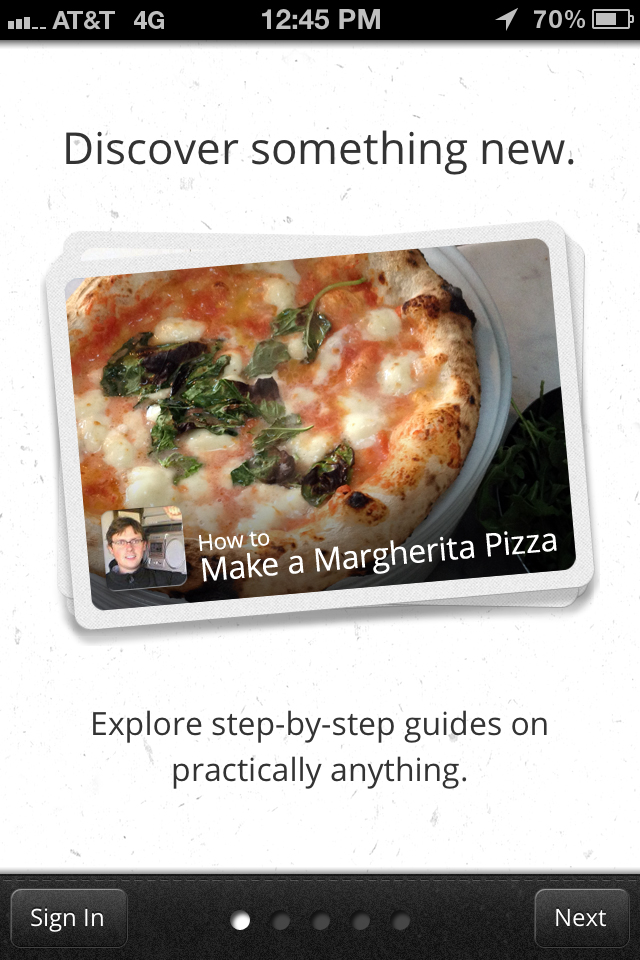 AT&T 4G 12:45 PM 70%
Discover something new.
How to
Make a Margherita Pizza
Explore step-by-step guides on
practically anything.
Sign In Next